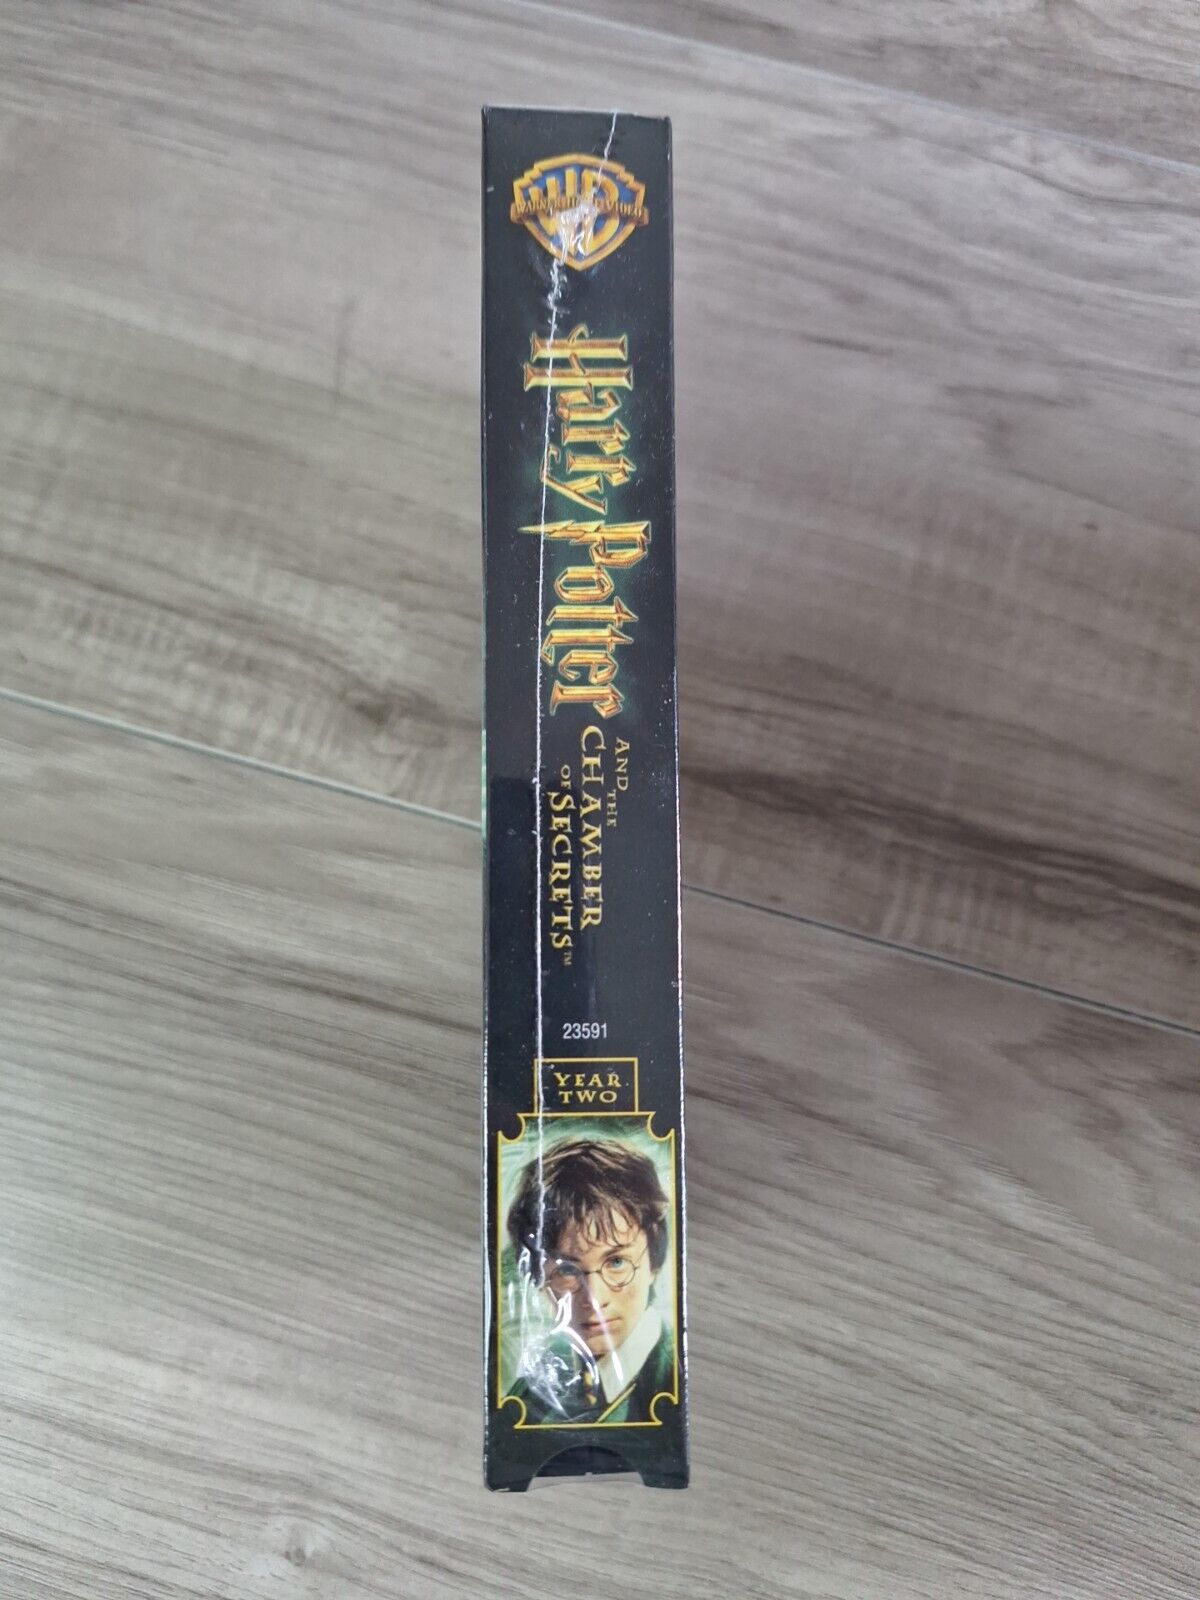 WARNER HOME VIDEO
Harry Potter
AND THE
CHAMBER
OF SECRETS™
23591
YEAR
TWO